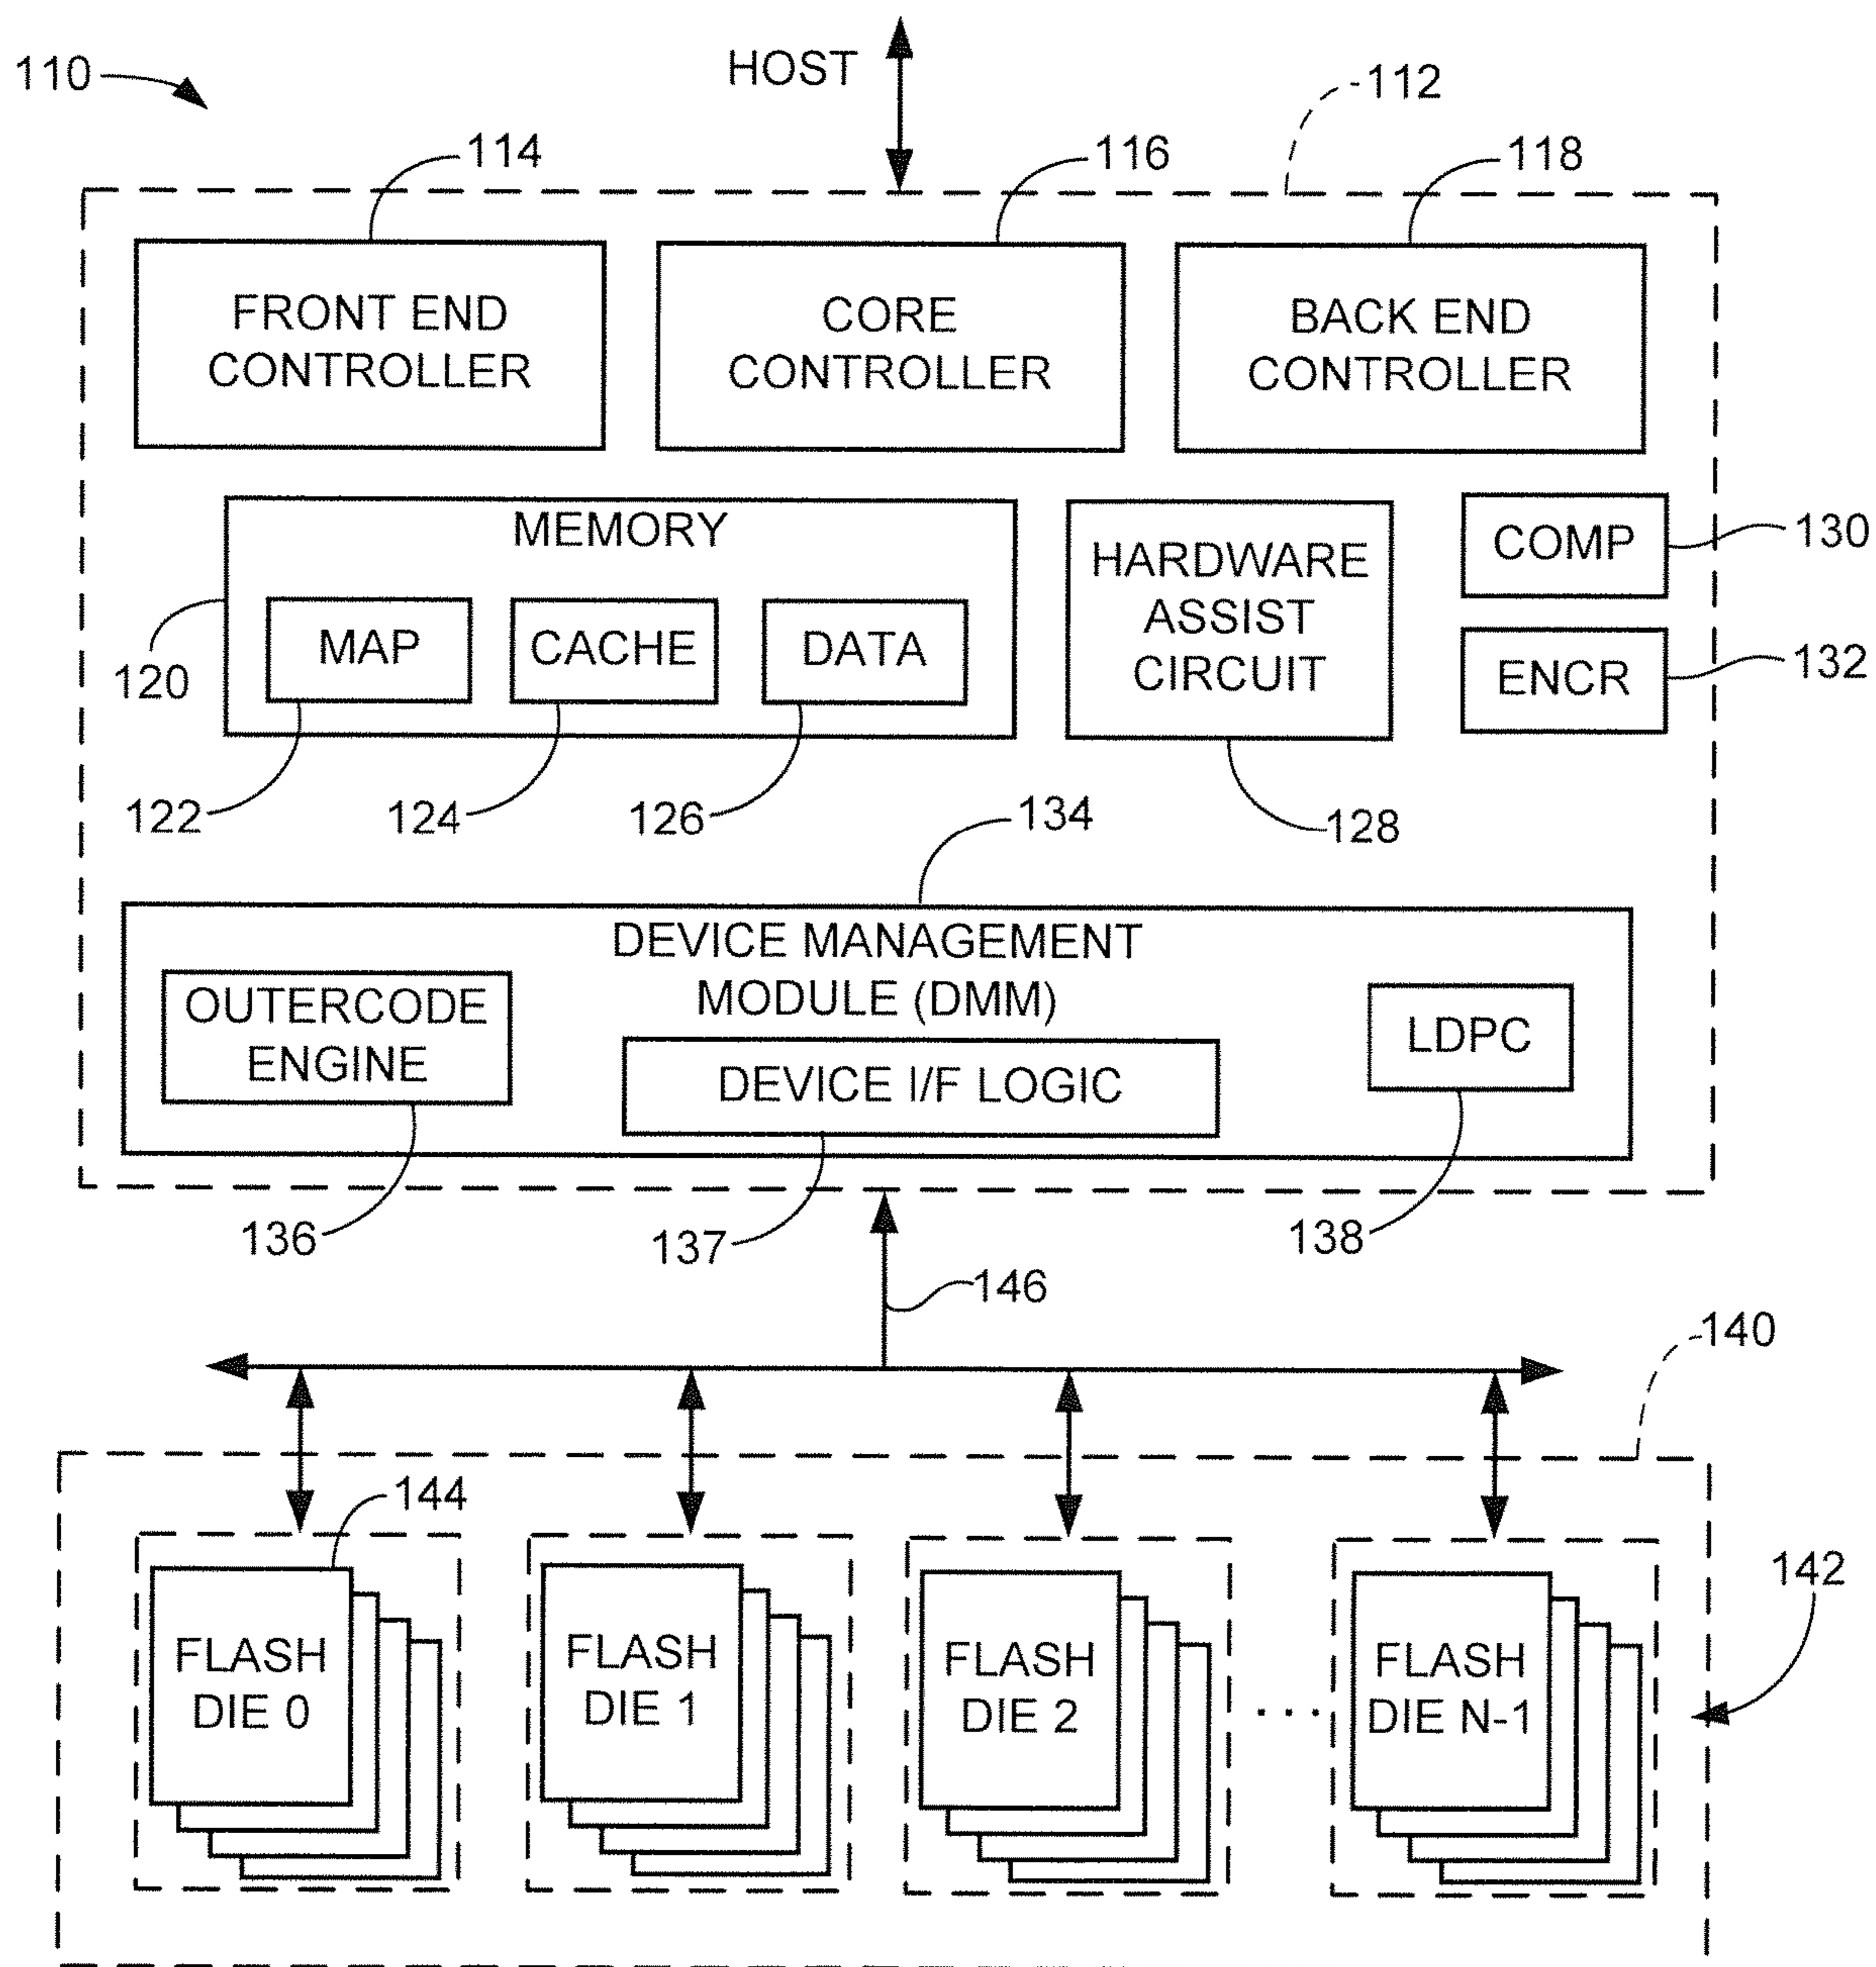 HOST
110
112
114
116
118
FRONT END
CONTROLLER
CORE
CONTROLLER
BACK END
CONTROLLER
MEMORY
MAP
CACHE
DATA
HARDWARE
ASSIST
CIRCUIT
COMP
130
ENCR
132
120
122
124
126
134
128
DEVICE MANAGEMENT
MODULE (DMM)
OUTERCODE
ENGINE
DEVICE I/F LOGIC
LDPC
136
137
138
146
140
144
FLASH
DIE 0
FLASH
DIE 1
FLASH
DIE 2
...
FLASH
DIE N-1
142